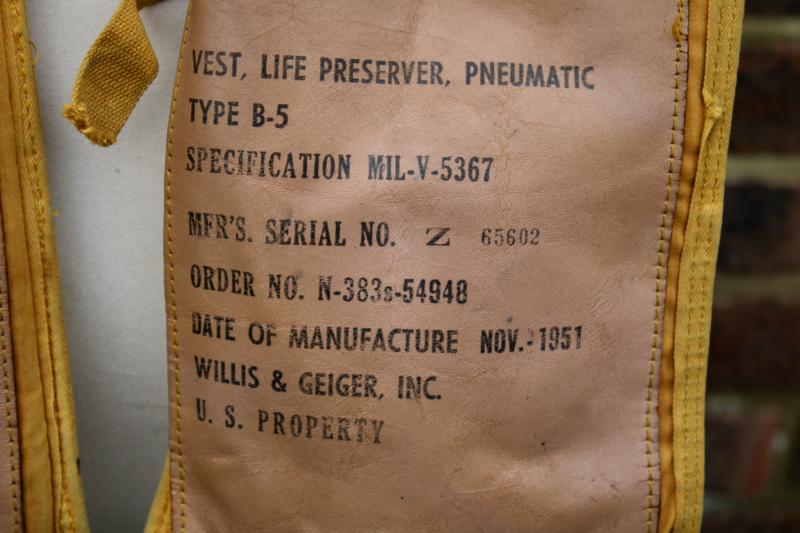 VEST, LIFE PRESERVER, PNEUMATIC
TYPE B-5
SPECIFICATION MIL-V-5367
MFR'S. SERIAL NO. Z 65602
ORDER NO. N-383s-54948
DATE OF MANUFACTURE NOV.-1951
WILLIS & GEIGER, INC.
U. S. PROPERTY